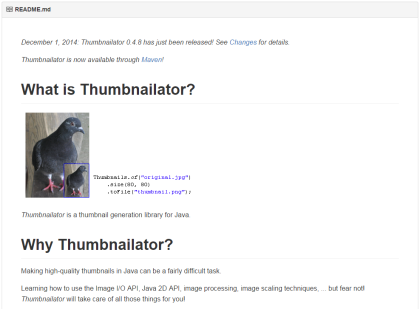 README.md
December 1, 2014: Thumbnailator 0.4.8 has just been released! See Changes for details.
Thumbnailator is now available through Maven!
What is Thumbnailator?
Thumbnails.of("original.jpg")
.size(80, 80)
.toFile("thumbnail.png");
Thumbnailator is a thumbnail generation library for Java.
Why Thumbnailator?
Making high-quality thumbnails in Java can be a fairly difficult task.
Learning how to use the Image I/O API, Java 2D API, image processing, image scaling techniques, ... but fear not!
Thumbnailator will take care of all those things for you!